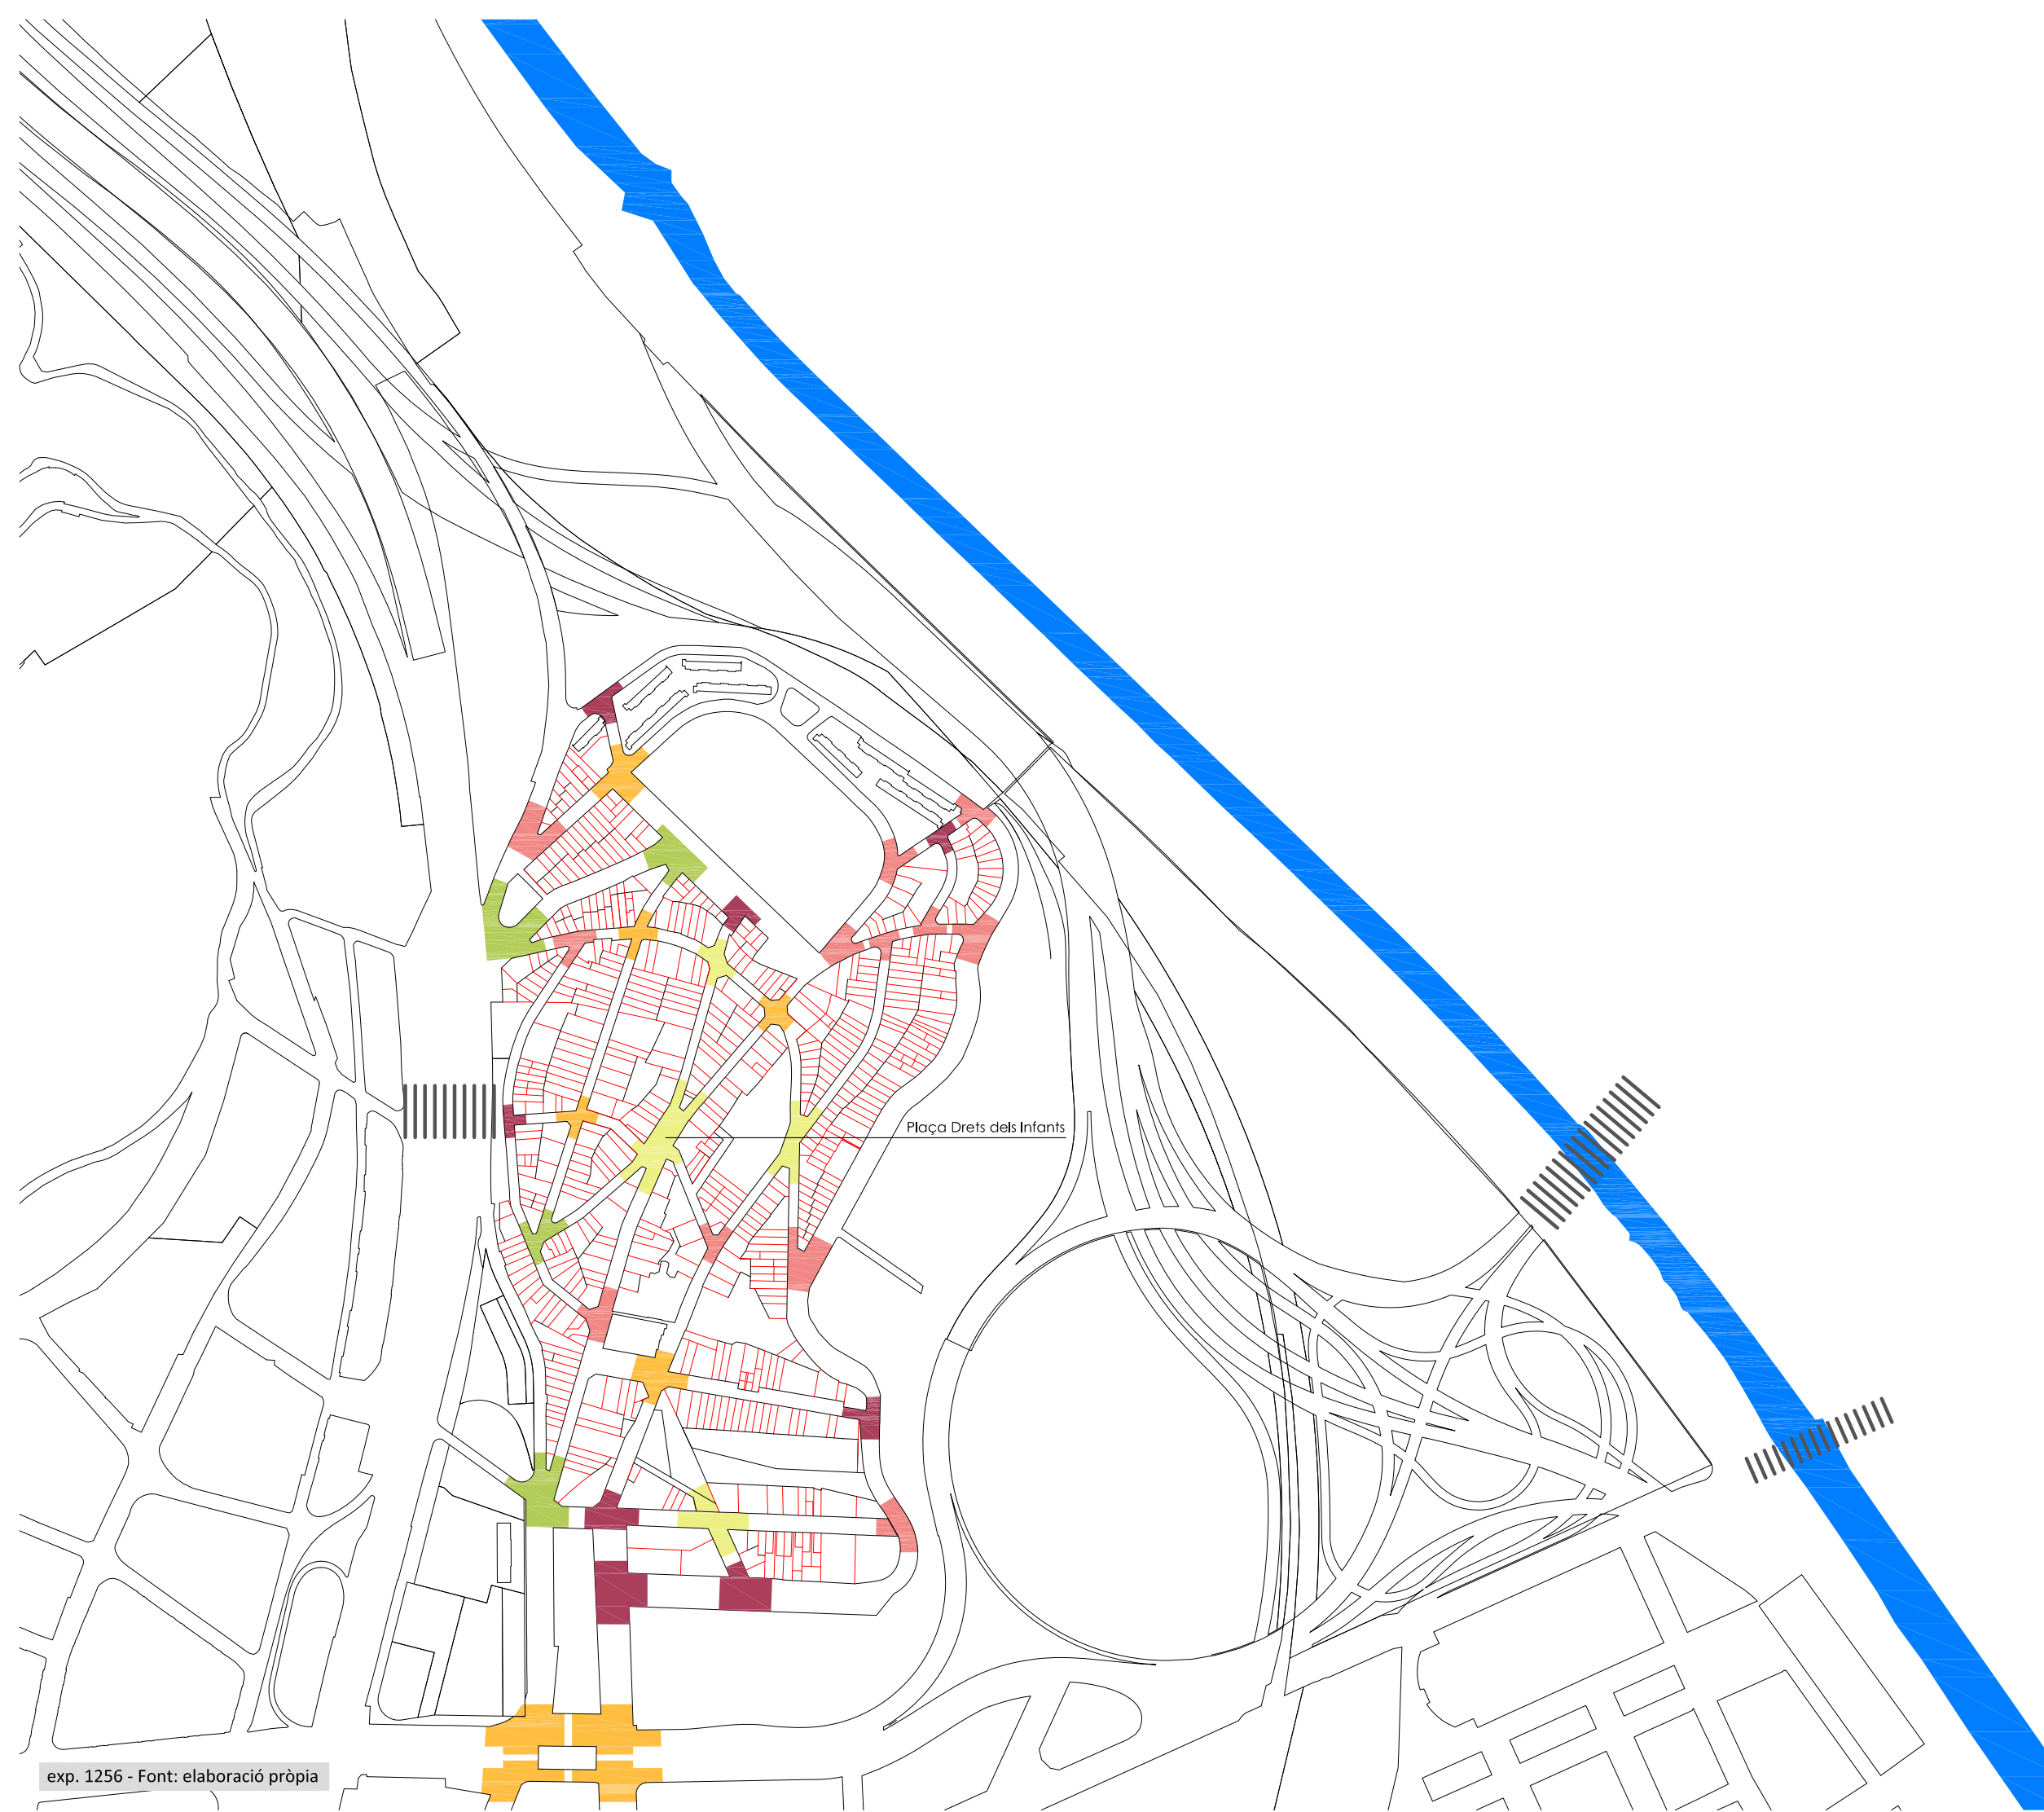 Plaça Drets dels Infants
exp. 1256 - Font: elaboració pròpia